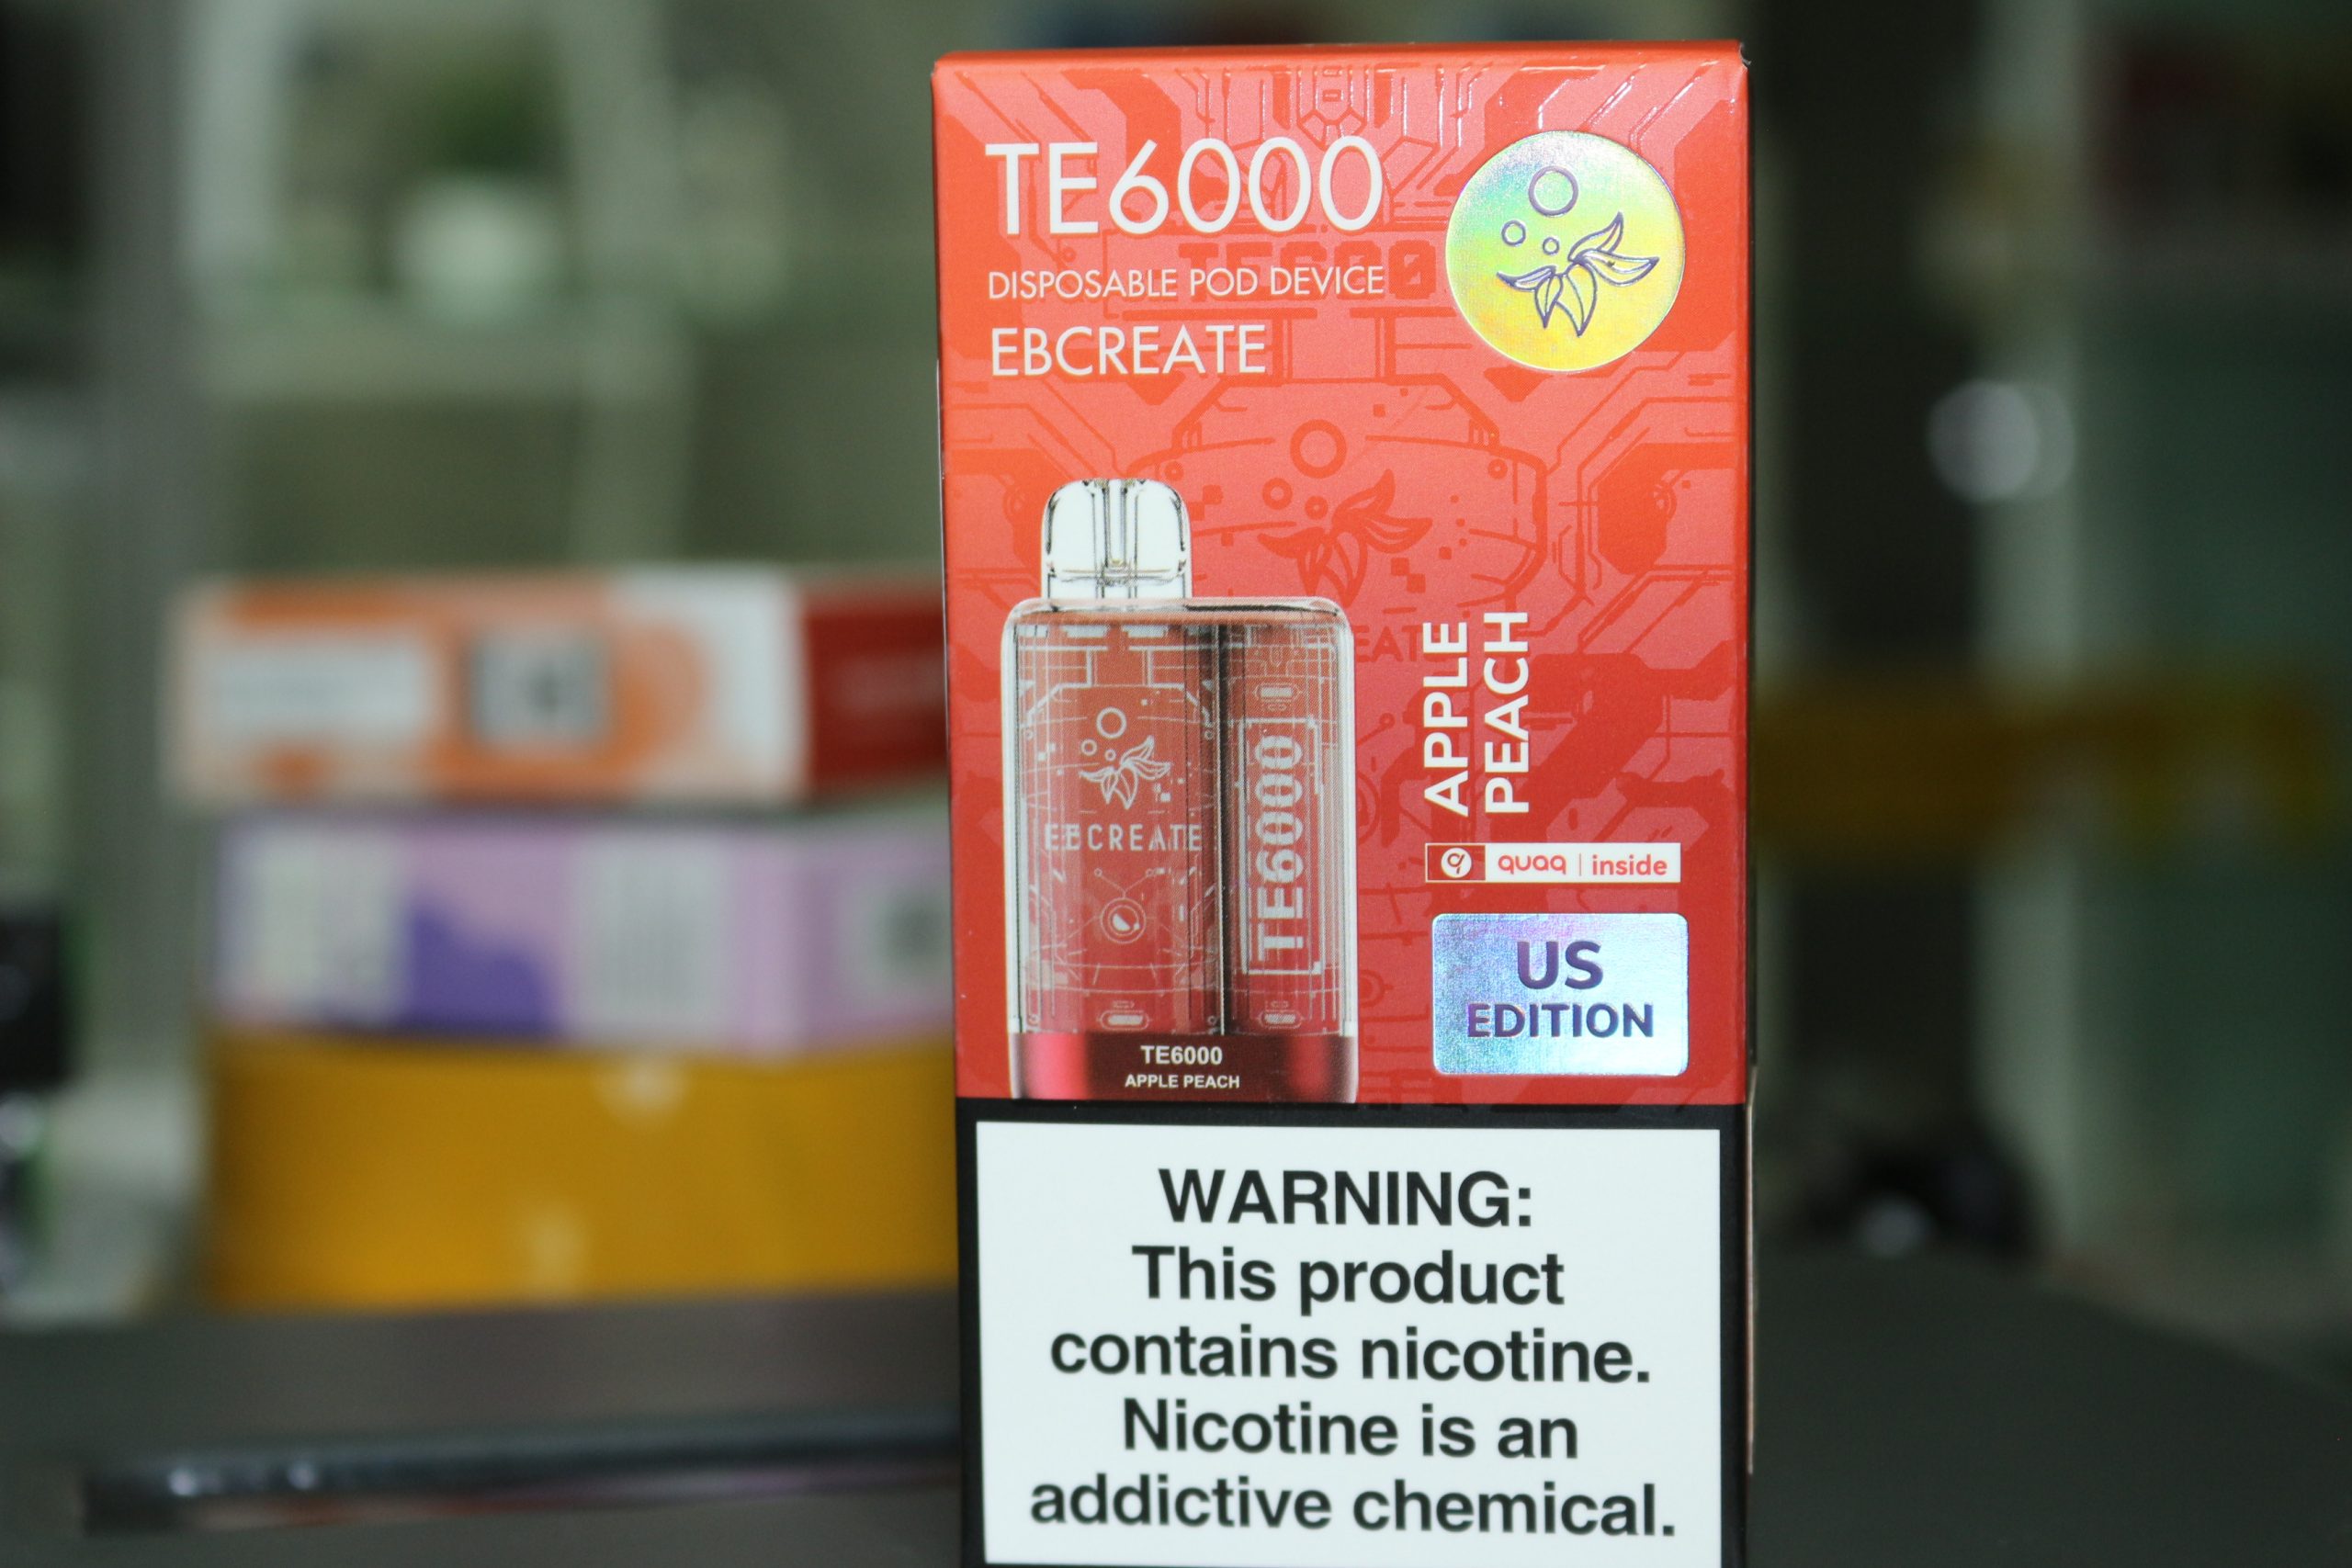 TE6000
DISPOSABLE POD DEVICE
EBCREATE
APPLE
PEACH
quaq | inside
US
EDITION
EBCREATE
TE6000
TE6000
APPLE PEACH
WARNING:
This product
contains nicotine.
Nicotine is an
addictive chemical.